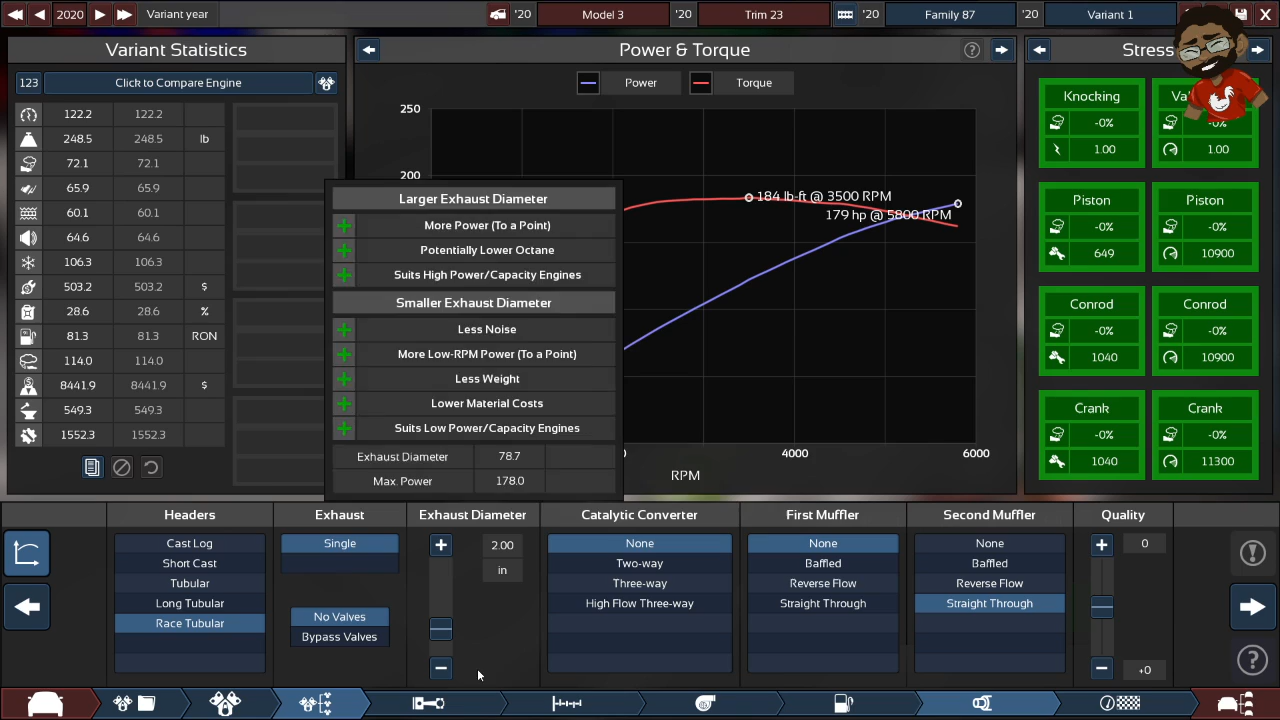 2020
Variant year
'20
Model 3
'20
Trim 23
'20
Family 87
'20
Variant 1
Variant Statistics
123
Click to Compare Engine
122.2 122.2
248.5 248.5 lb
72.1 72.1
65.9 65.9
60.1 60.1
64.6 64.6
106.3 106.3
503.2 503.2 $
28.6 28.6 %
81.3 81.3 RON
114.0 114.0
8441.9 8441.9 $
549.3 549.3
1552.3 1552.3
Power & Torque
Power
Torque
250
200
184 lb-ft @ 3500 RPM
179 hp @ 5800 RPM
4000
6000
RPM
Larger Exhaust Diameter
More Power (To a Point)
Potentially Lower Octane
Suits High Power/Capacity Engines
Smaller Exhaust Diameter
Less Noise
More Low-RPM Power (To a Point)
Less Weight
Lower Material Costs
Suits Low Power/Capacity Engines
Exhaust Diameter 78.7
Max. Power 178.0
Knocking
-0%
1.00
-0%
1.00
Piston
-0%
649
Piston
-0%
10900
Conrod
-0%
1040
Conrod
-0%
10900
Crank
-0%
1040
Crank
-0%
11300
Headers
Cast Log
Short Cast
Tubular
Long Tubular
Race Tubular
Exhaust
Single
No Valves
Bypass Valves
Exhaust Diameter
2.00
in
Catalytic Converter
None
Two-way
Three-way
High Flow Three-way
First Muffler
None
Baffled
Reverse Flow
Straight Through
Second Muffler
None
Baffled
Reverse Flow
Straight Through
Quality
0
+0